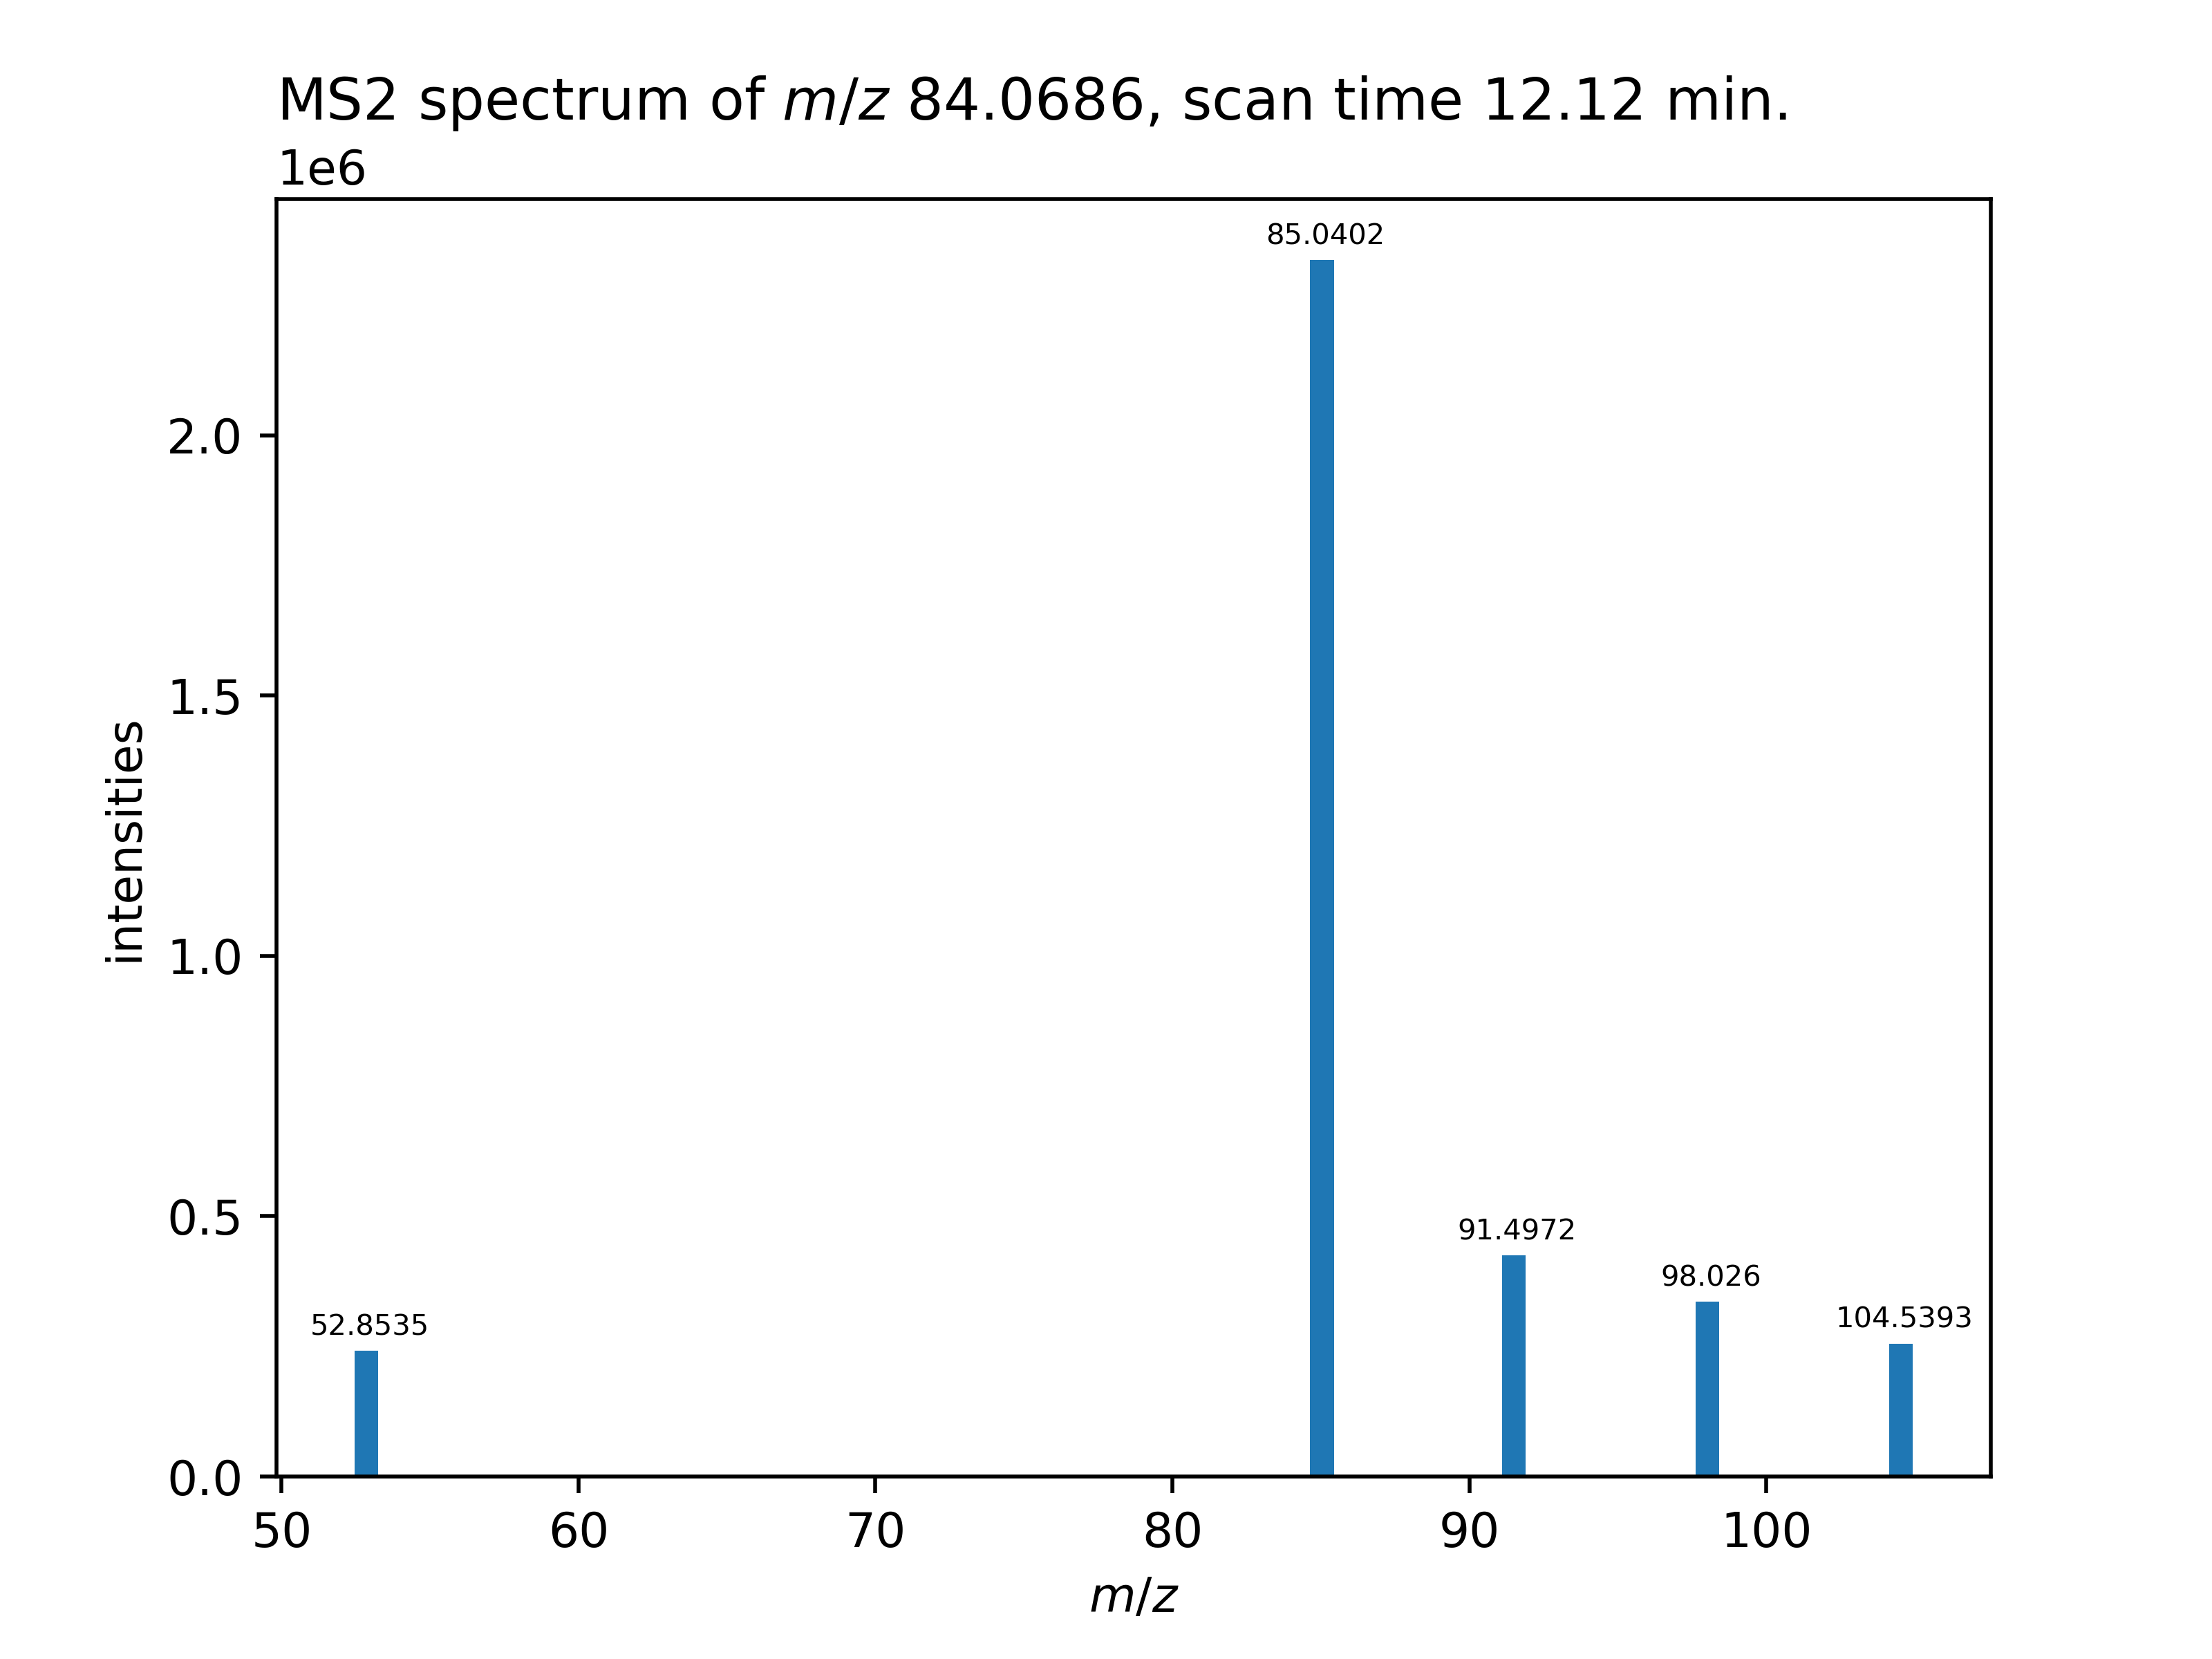 MS2 spectrum of m/z 84.0686, scan time 12.12 min.
1e6
85.0402
2.0
1.5
intensities
1.0
0.5
91.4972
98.026
104.5393
52.8535
0.0
50 60 70 80 90 100
m/z